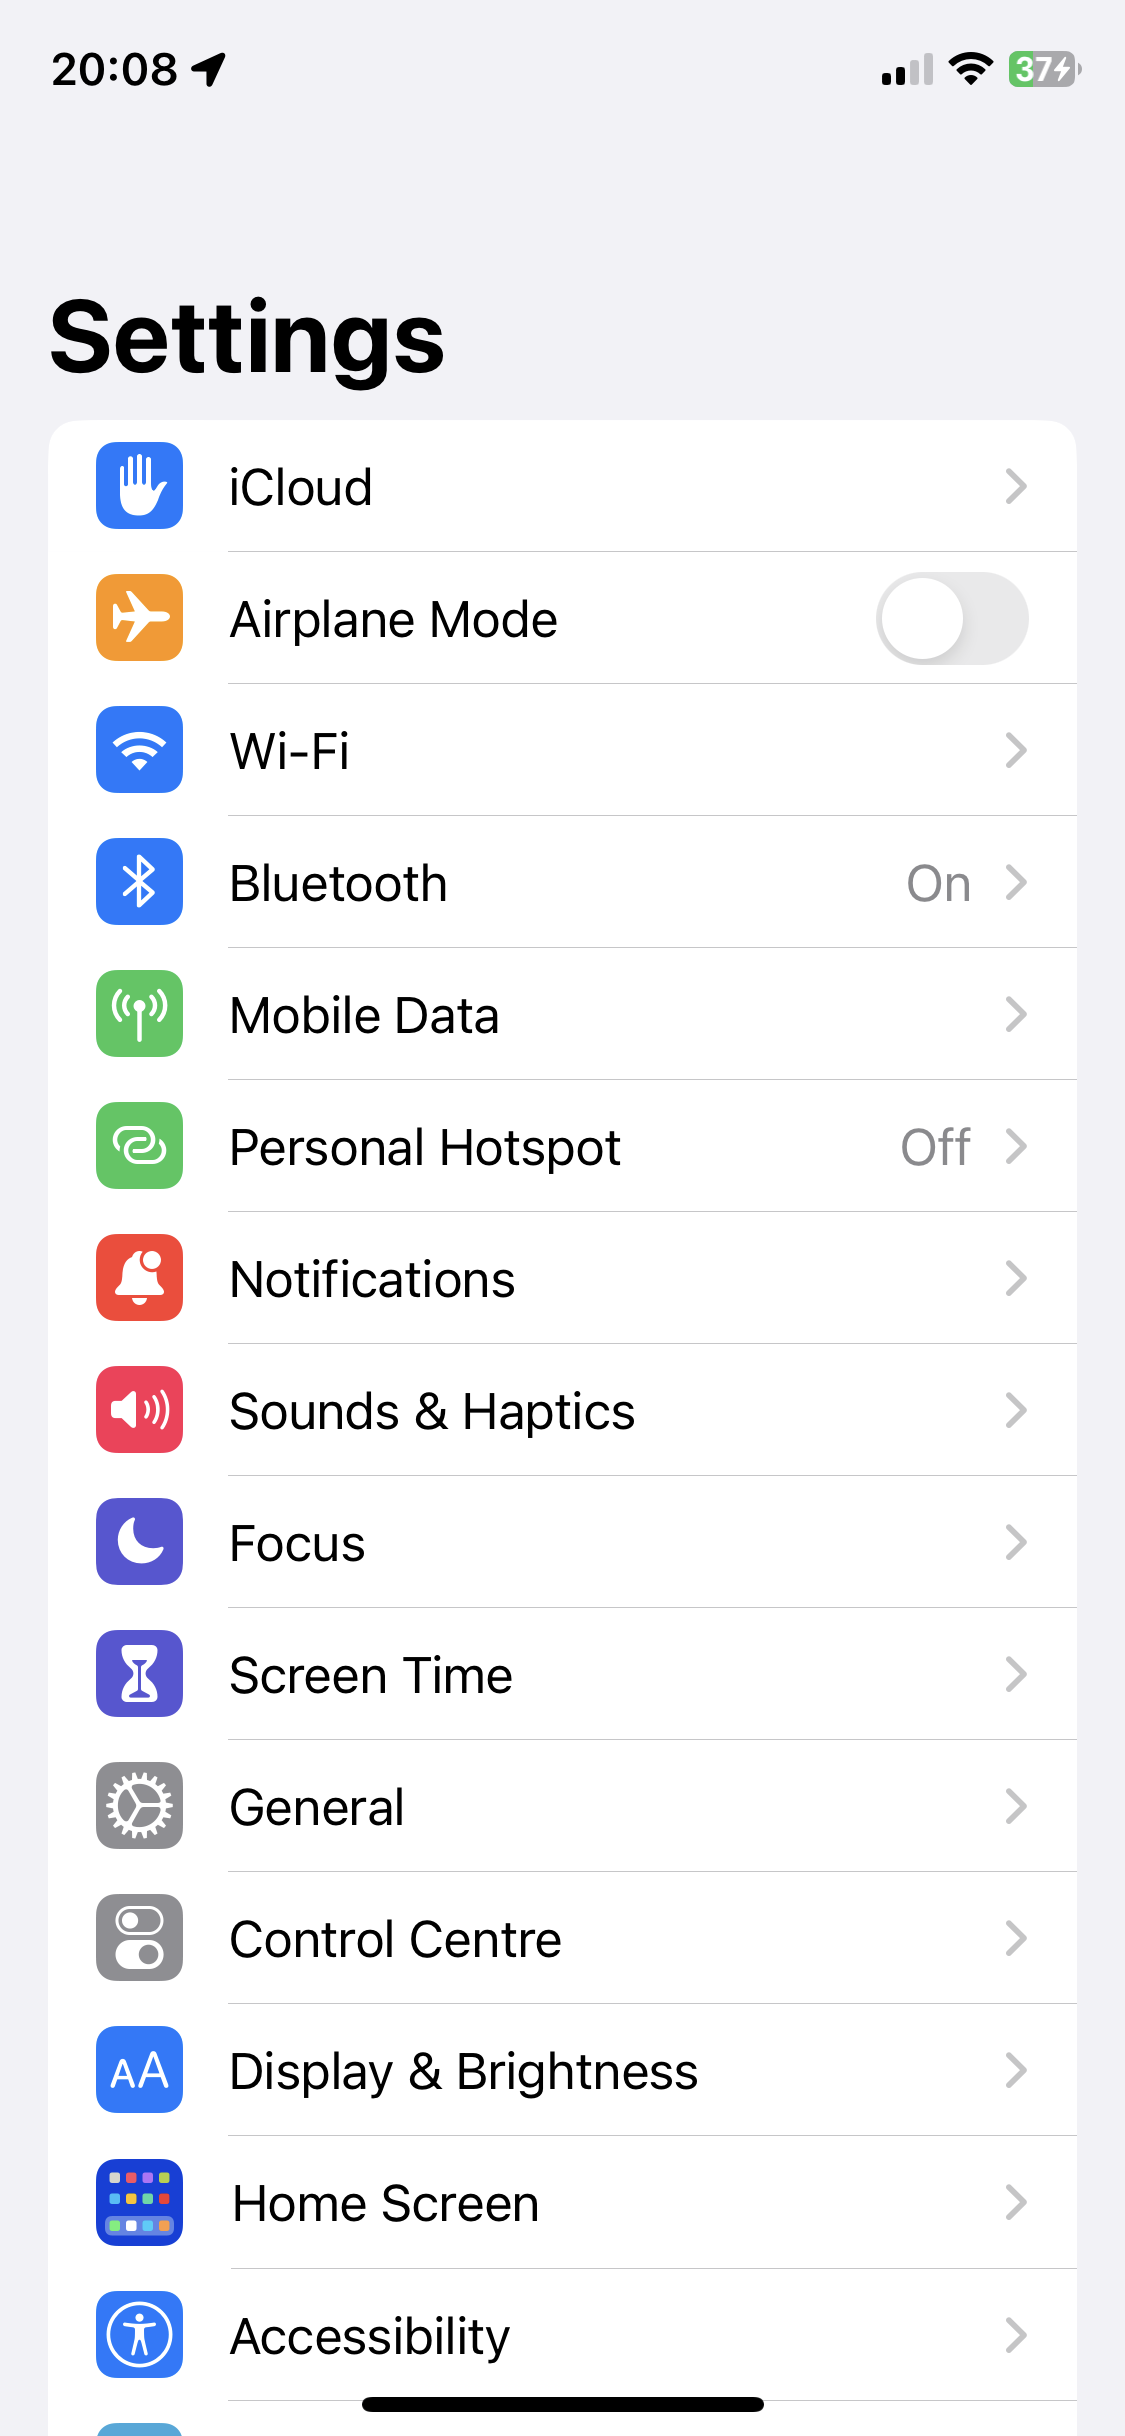 20:08
37
Settings
iCloud
Airplane Mode
Wi-Fi
Bluetooth On
Mobile Data
Personal Hotspot Off
Notifications
Sounds & Haptics
Focus
Screen Time
General
Control Centre
AA Display & Brightness
Home Screen
Accessibility